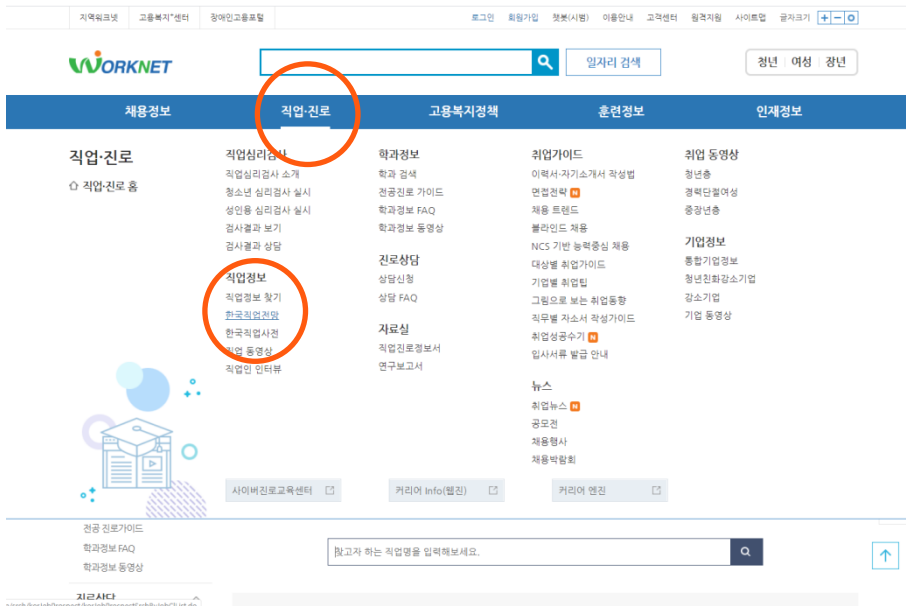 지역워크넷 고용복지⁺센터 장애인고용포털 로그인 회원가입 챗봇(시범) 이용안내 고객센터 원격지원 사이트맵 글자크기 + - o
WORKNET 일자리 검색 청년 여성 장년
채용정보 직업·진로 고용복지정책 훈련정보 인재정보
직업·진로
직업·진로 홈
직업심리검사
직업심리검사 소개
청소년 심리검사 실시
성인용 심리검사 실시
검사결과 보기
검사결과 상담
직업정보
직업정보 찾기
한국직업전망
한국직업사전
직업 동영상
직업인 인터뷰
학과정보
학과 검색
전공진로 가이드
학과정보 FAQ
학과정보 동영상
진로상담
상담신청
상담 FAQ
자료실
직업진로정보서
연구보고서
취업가이드
이력서·자기소개서 작성법
면접전략 N
채용 트렌드
블라인드 채용
NCS 기반 능력중심 채용
대상별 취업가이드
기업별 취업팁
그림으로 보는 취업동향
직무별 자소서 작성가이드
취업성공수기 N
입사서류 발급 안내
뉴스
취업뉴스 N
공모전
채용행사
채용박람회
취업 동영상
청년층
경력단절여성
중장년층
기업정보
통합기업정보
청년친화강소기업
강소기업
기업 동영상
사이버진로교육센터 커리어 Info(웹진) 커리어 엔진
전공 진로가이드
학과정보 FAQ
학과정보 동영상
찾고자 하는 직업명을 입력해보세요.
진로상담